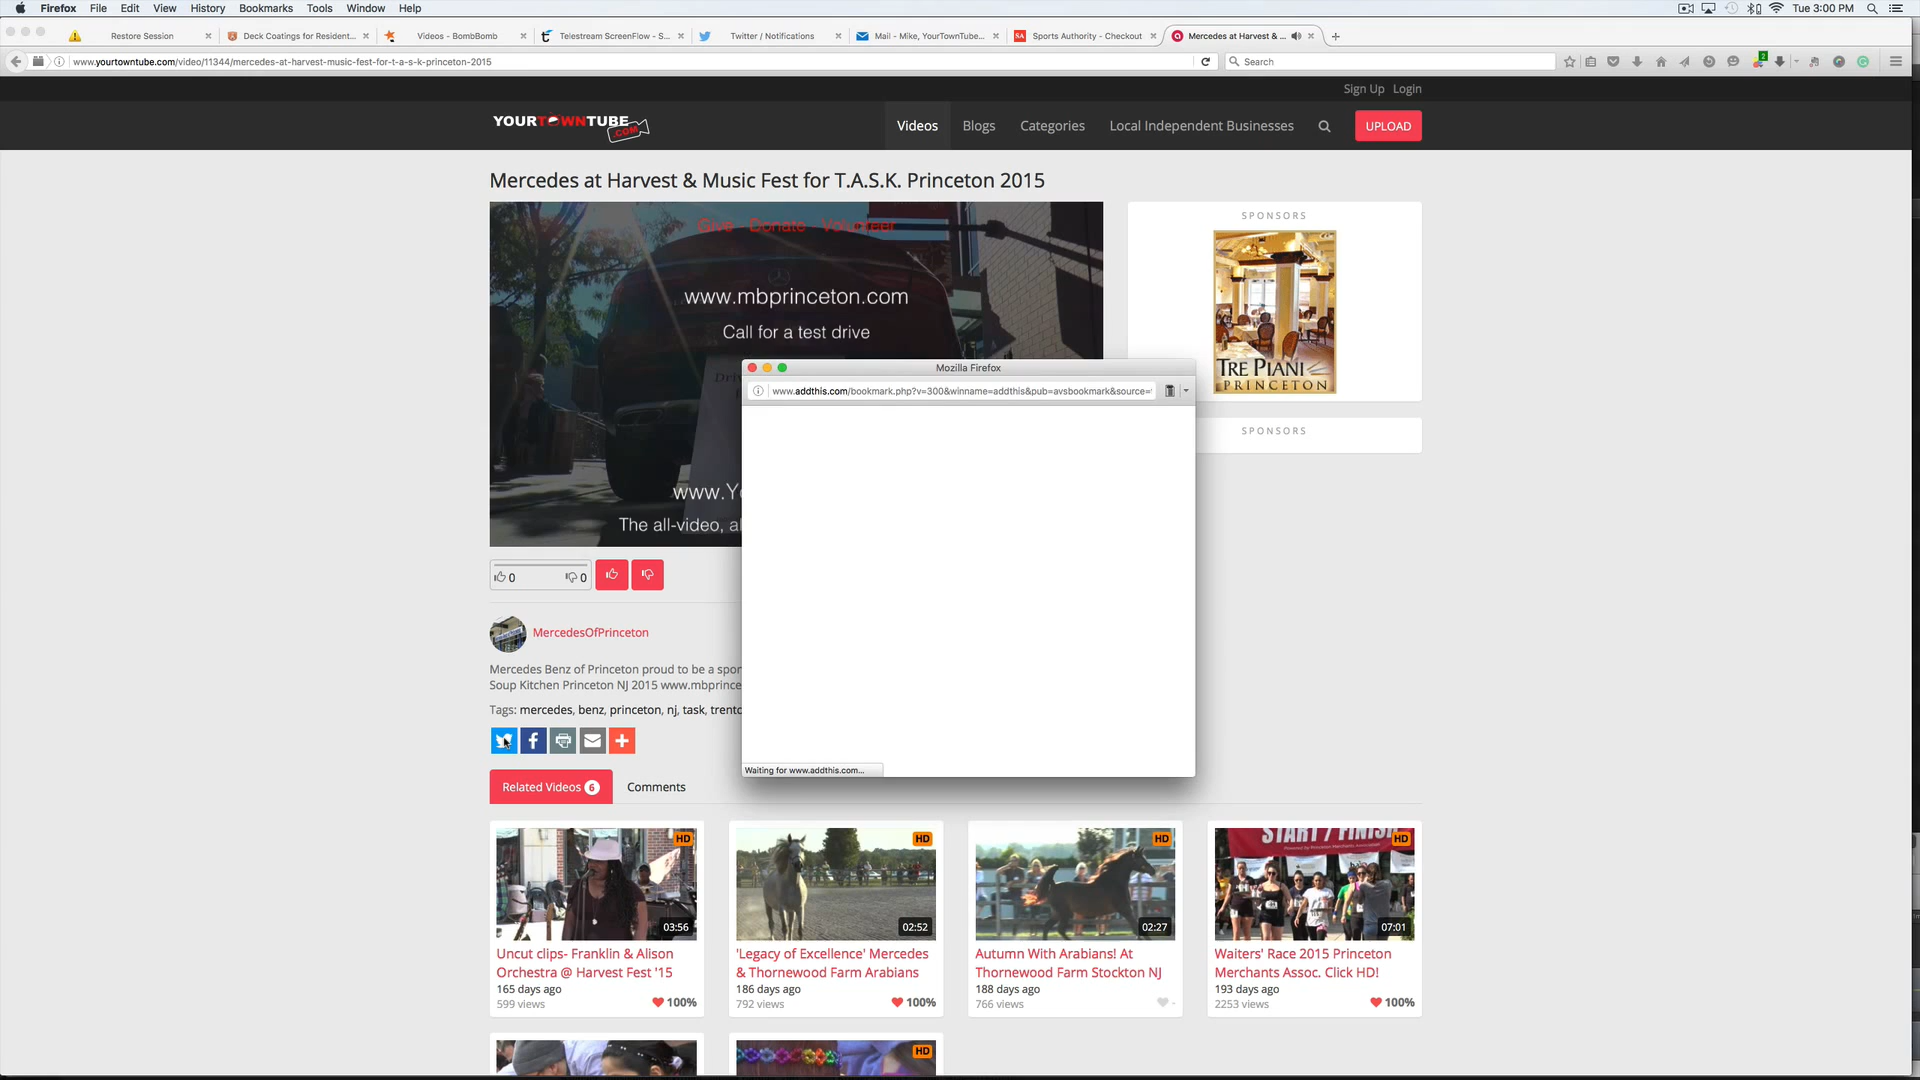 Firefox File Edit View History Bookmarks Tools Window Help
Tue 3:00 PM
Restore Session
Deck Coatings for Resident...
Videos - BombBomb
Telestream ScreenFlow - S...
Twitter / Notifications
Mail - Mike, YourTownTube...
Sports Authority - Checkout
Mercedes at Harvest & ...
www.yourtowntube.com/video/11344/mercedes-at-harvest-music-fest-for-t-a-s-k-princeton-2015
Search
2
Sign Up Login
YOURTOWNTUBE
.COM
Videos Blogs Categories Local Independent Businesses UPLOAD
Mercedes at Harvest & Music Fest for T.A.S.K. Princeton 2015
Give - Donate - Volunteer
www.mbprinceton.com
Call for a test drive
www.Yo
The all-video, al
SPONSORS
TRE PIANI
PRINCETON
SPONSORS
Mozilla Firefox
www.addthis.com/bookmark.php?v=300&winname=addthis&pub=avsbookmark&source=
Waiting for www.addthis.com...
0 0
MercedesOfPrinceton
Mercedes Benz of Princeton proud to be a spon
Soup Kitchen Princeton NJ 2015 www.mbprince
Tags: mercedes, benz, princeton, nj, task, trento
Related Videos 6 Comments
HD
03:56
Uncut clips- Franklin & Alison
Orchestra @ Harvest Fest '15
165 days ago
599 views 100%
HD
02:52
'Legacy of Excellence' Mercedes
& Thornewood Farm Arabians
186 days ago
792 views 100%
HD
02:27
Autumn With Arabians! At
Thornewood Farm Stockton NJ
188 days ago
766 views -
START / FINISH
HD
07:01
Waiters' Race 2015 Princeton
Merchants Assoc. Click HD!
193 days ago
2253 views 100%
HD